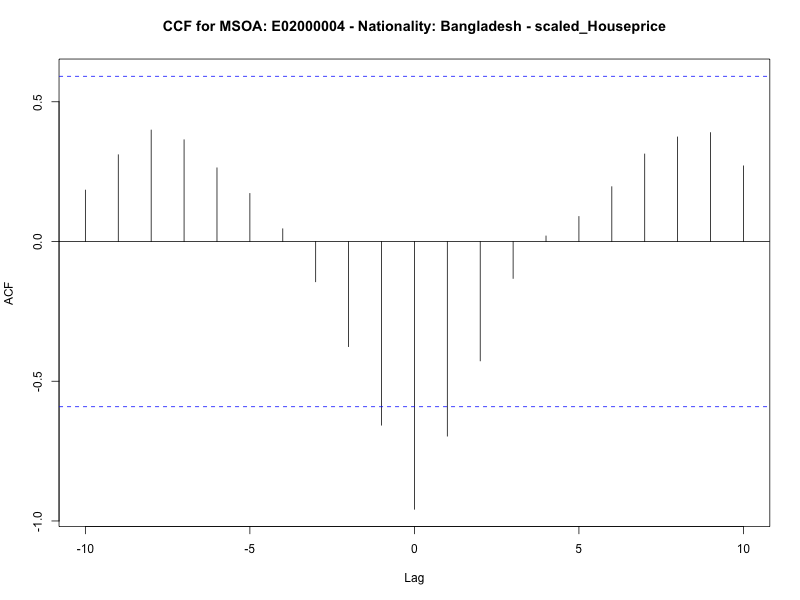 CCF for MSOA: E02000004 - Nationality: Bangladesh - scaled_Houseprice
ACF
0.5
0.0
-0.5
-1.0
-10 -5 0 5 10
Lag